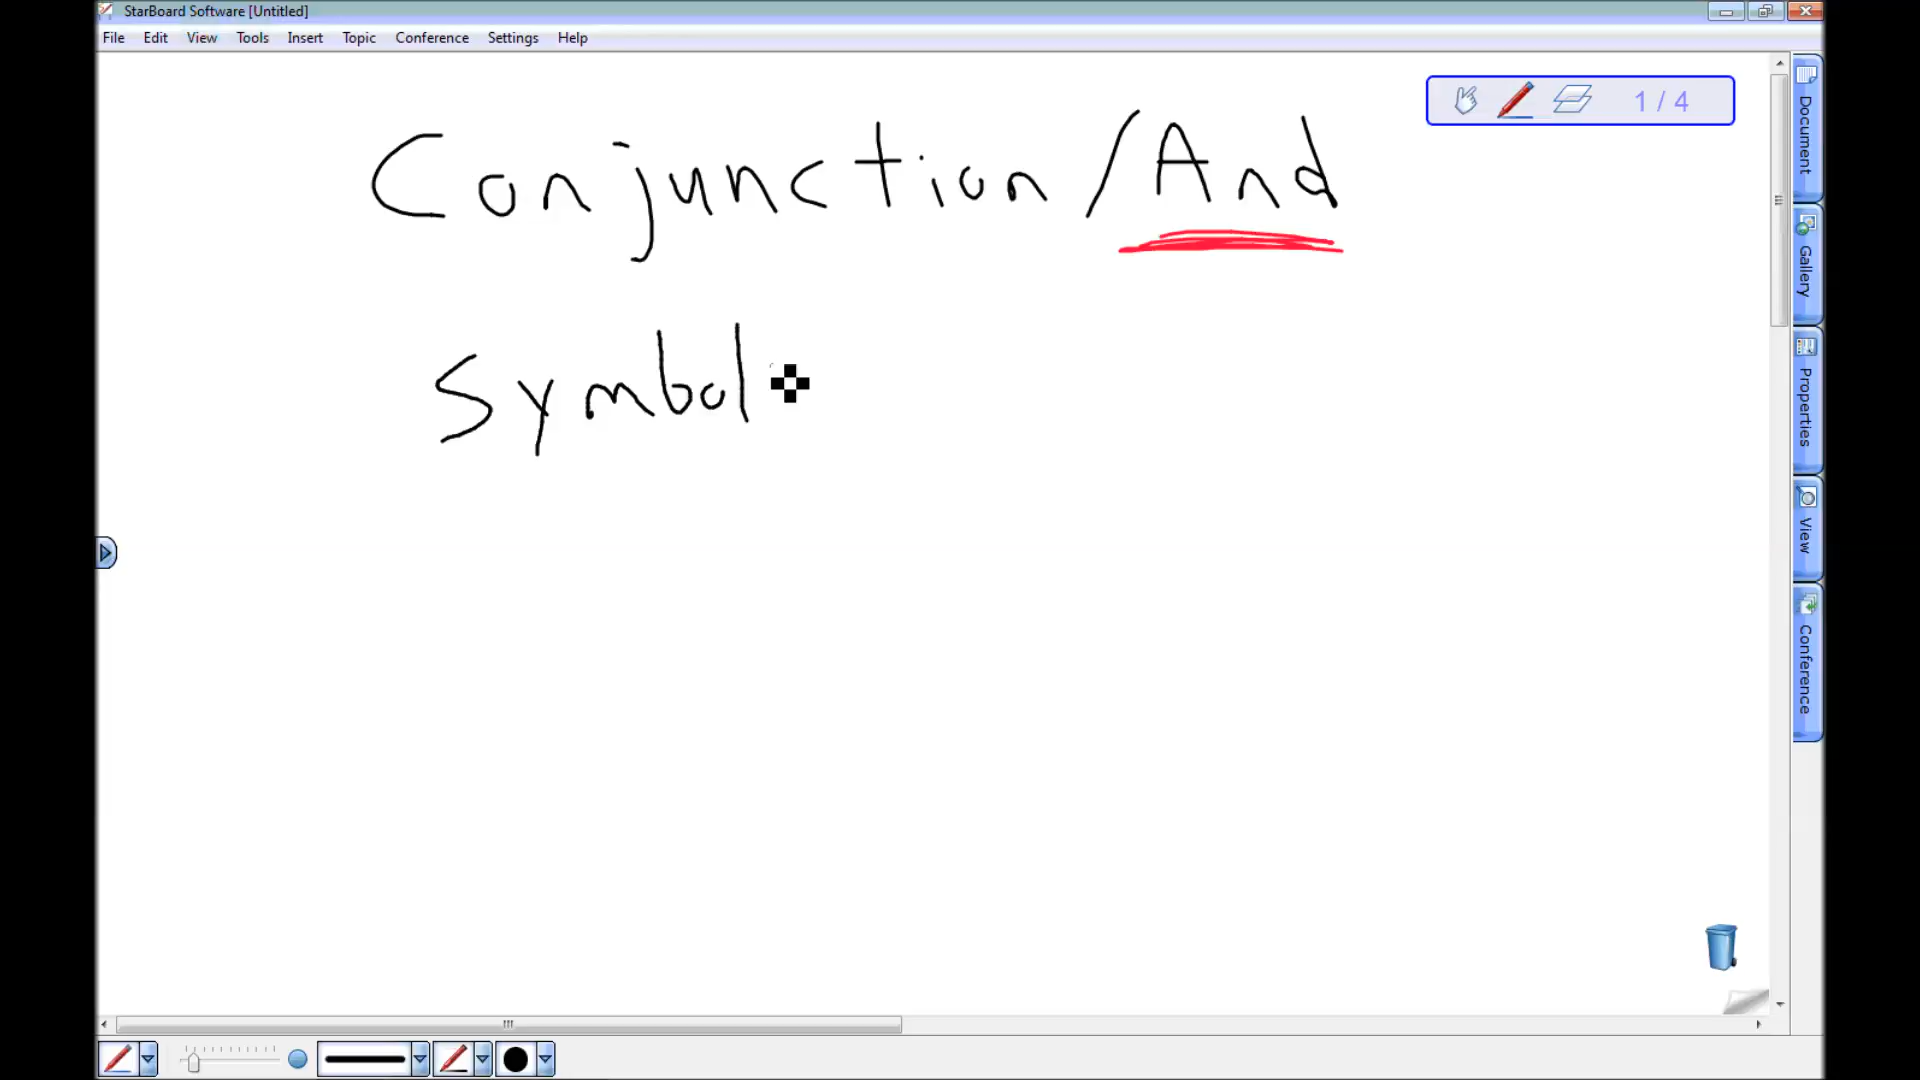 StarBoard Software [Untitled]
File Edit View Tools Insert Topic Conference Settings Help
1 / 4
Conjunction/And
Symbol
Document
Gallery
Properties
View
Conference